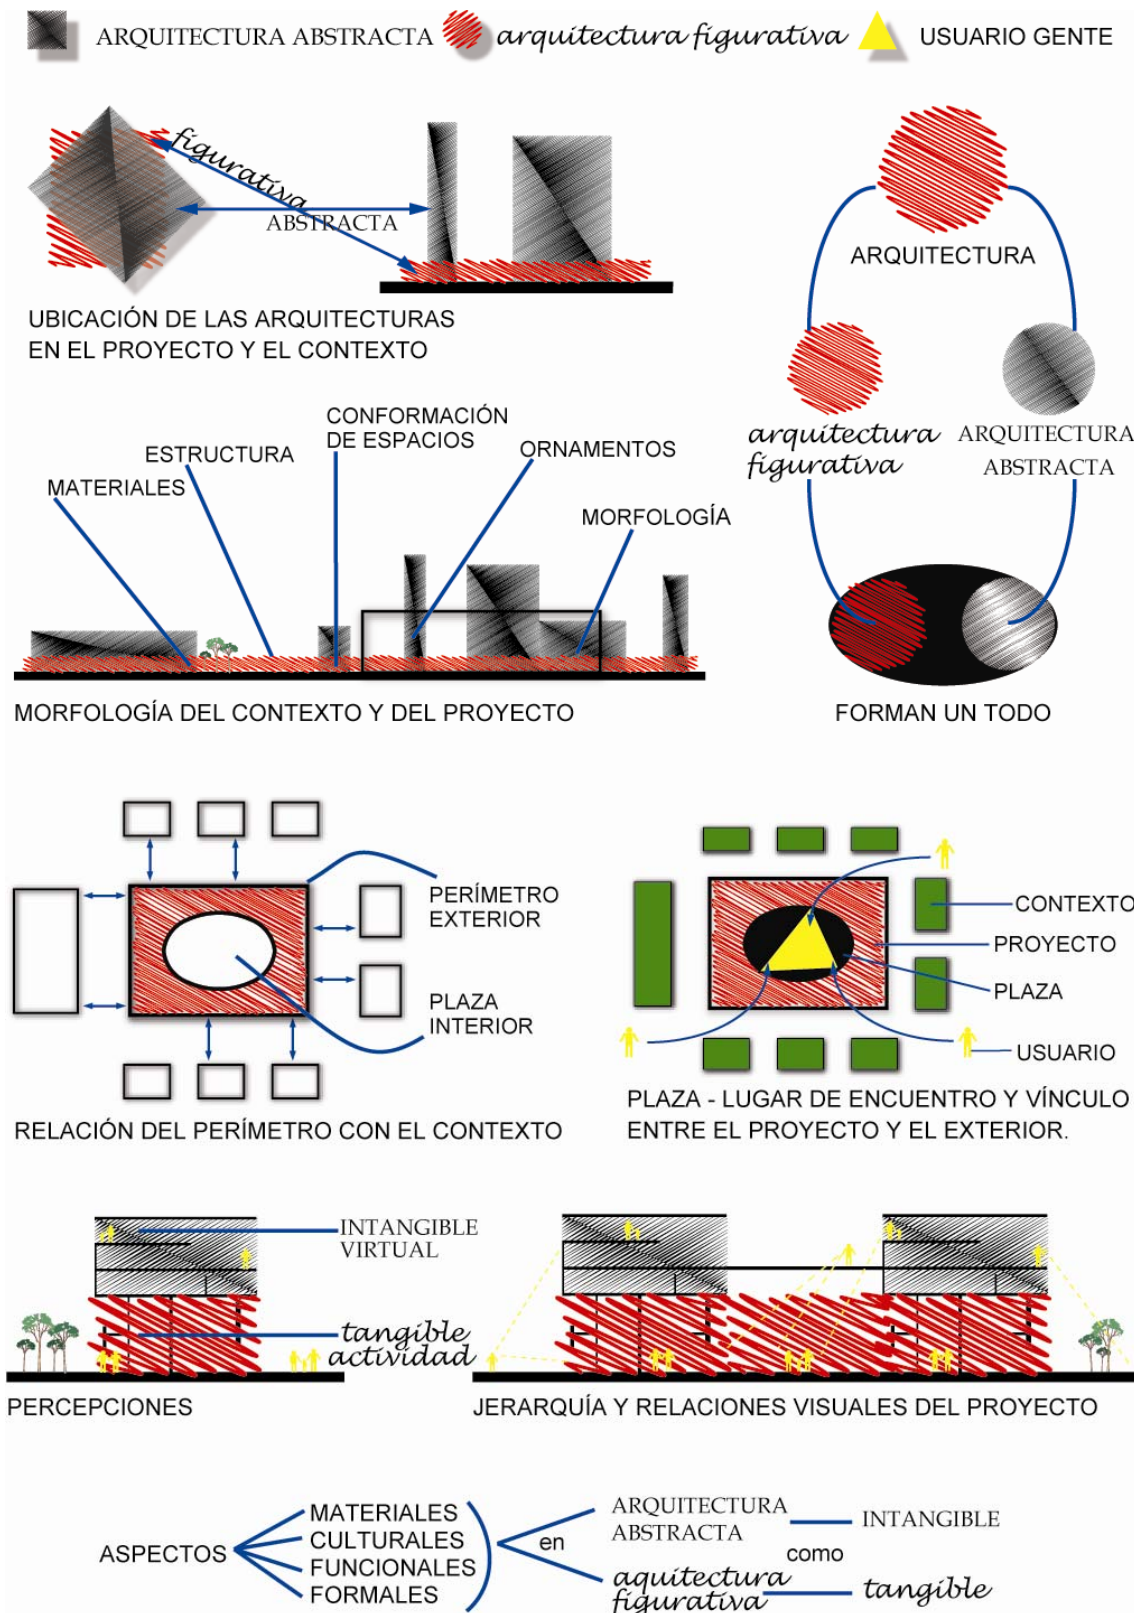 ARQUITECTURA ABSTRACTA
arquitectura figurativa
USUARIO GENTE
figurativa
ABSTRACTA
UBICACIÓN DE LAS ARQUITECTURAS
EN EL PROYECTO Y EL CONTEXTO
ARQUITECTURA
arquitectura
figurativa
ARQUITECTURA
ABSTRACTA
FORMAN UN TODO
MATERIALES
ESTRUCTURA
CONFORMACIÓN
DE ESPACIOS
ORNAMENTOS
MORFOLOGÍA
MORFOLOGÍA DEL CONTEXTO Y DEL PROYECTO
PERÍMETRO
EXTERIOR
PLAZA
INTERIOR
RELACIÓN DEL PERÍMETRO CON EL CONTEXTO
CONTEXTO
PROYECTO
PLAZA
USUARIO
PLAZA - LUGAR DE ENCUENTRO Y VÍNCULO
ENTRE EL PROYECTO Y EL EXTERIOR.
INTANGIBLE
VIRTUAL
tangible
actividad
PERCEPCIONES
JERARQUÍA Y RELACIONES VISUALES DEL PROYECTO
ASPECTOS
MATERIALES
CULTURALES
FUNCIONALES
FORMALES
en
ARQUITECTURA
ABSTRACTA
INTANGIBLE
como
aquitectura
figurativa
tangible